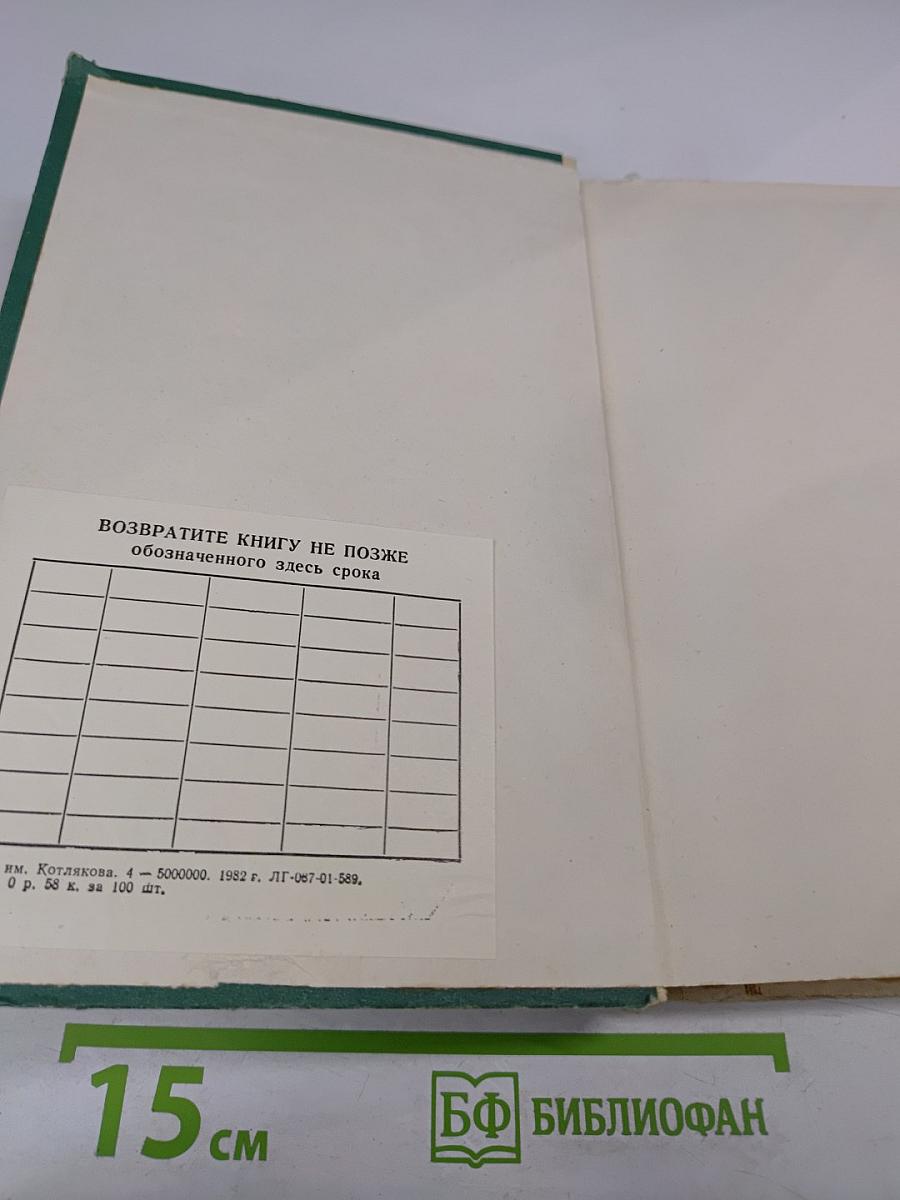 ВОЗВРАТИТЕ КНИГУ НЕ ПОЗЖЕ
обозначенного здесь срока
им. Котлякова. 4 — 5000000. 1982 г. ЛГ-067-01-589.
0 р. 58 к. за 100 шт.
15 см
БФ БИБЛИОФАН